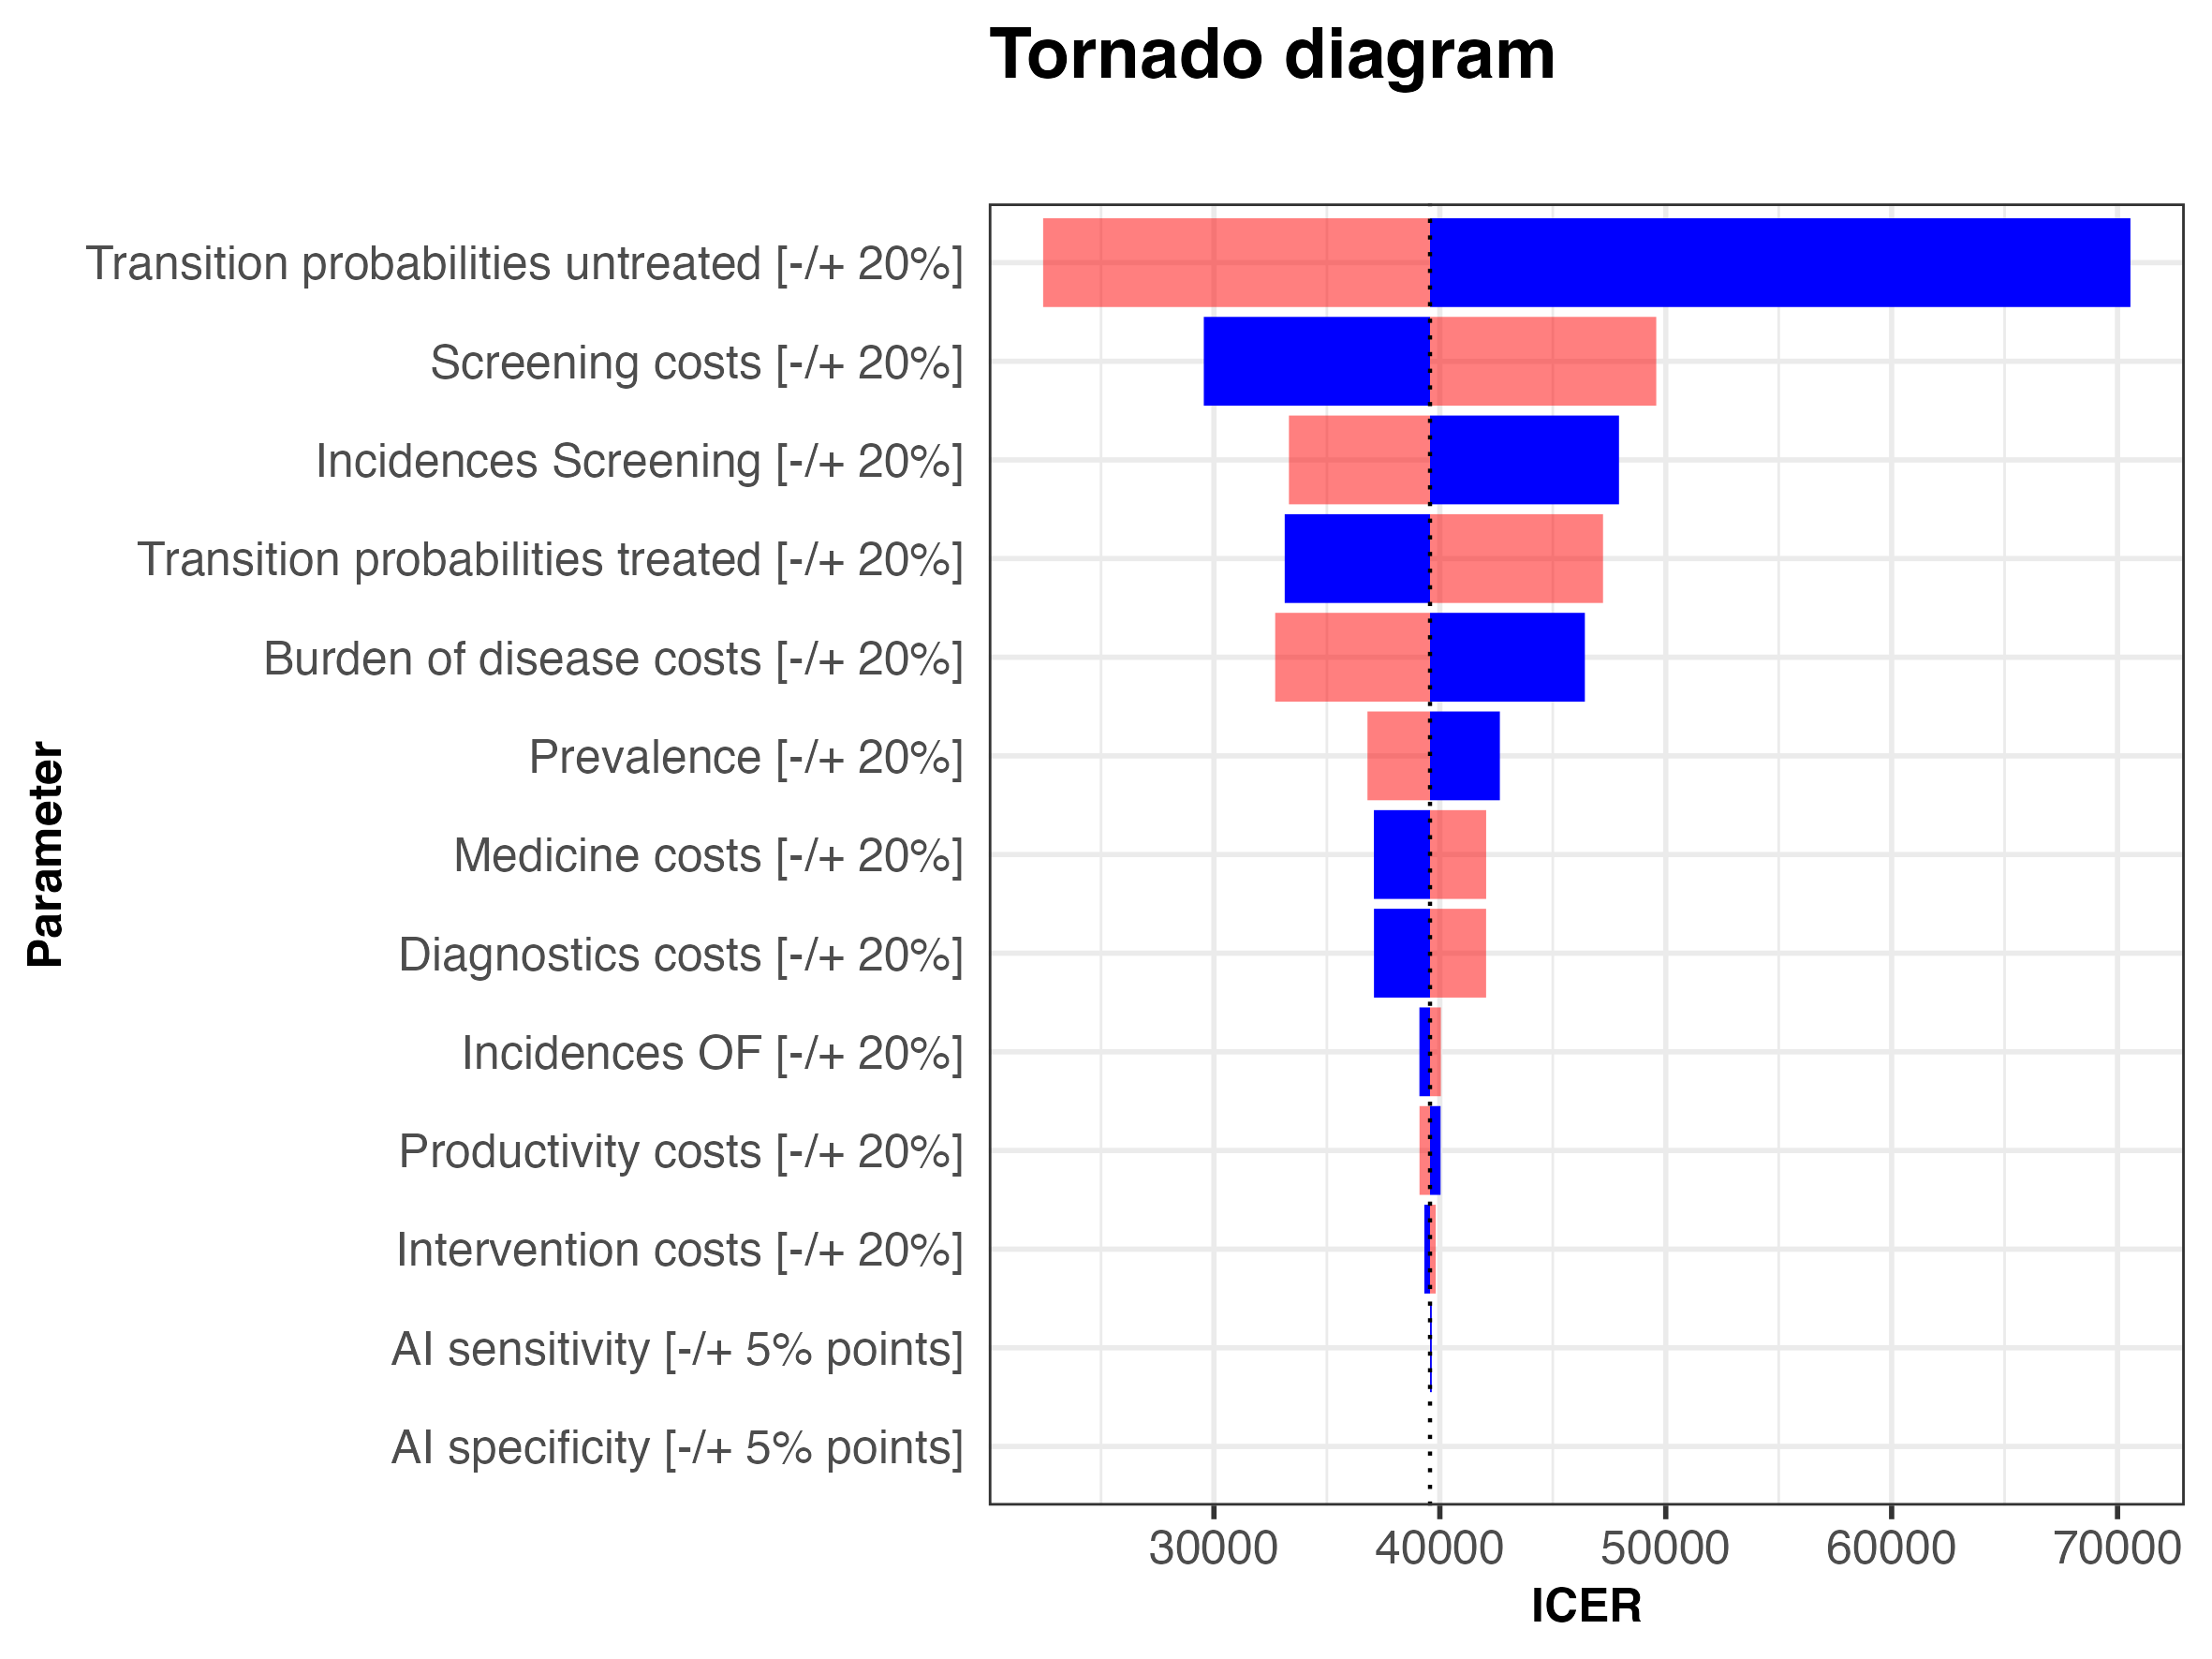 Tornado diagram
Parameter
Transition probabilities untreated [-/+ 20%]
Screening costs [-/+ 20%]
Incidences Screening [-/+ 20%]
Transition probabilities treated [-/+ 20%]
Burden of disease costs [-/+ 20%]
Prevalence [-/+ 20%]
Medicine costs [-/+ 20%]
Diagnostics costs [-/+ 20%]
Incidences OF [-/+ 20%]
Productivity costs [-/+ 20%]
Intervention costs [-/+ 20%]
AI sensitivity [-/+ 5% points]
AI specificity [-/+ 5% points]
30000 40000 50000 60000 70000
ICER